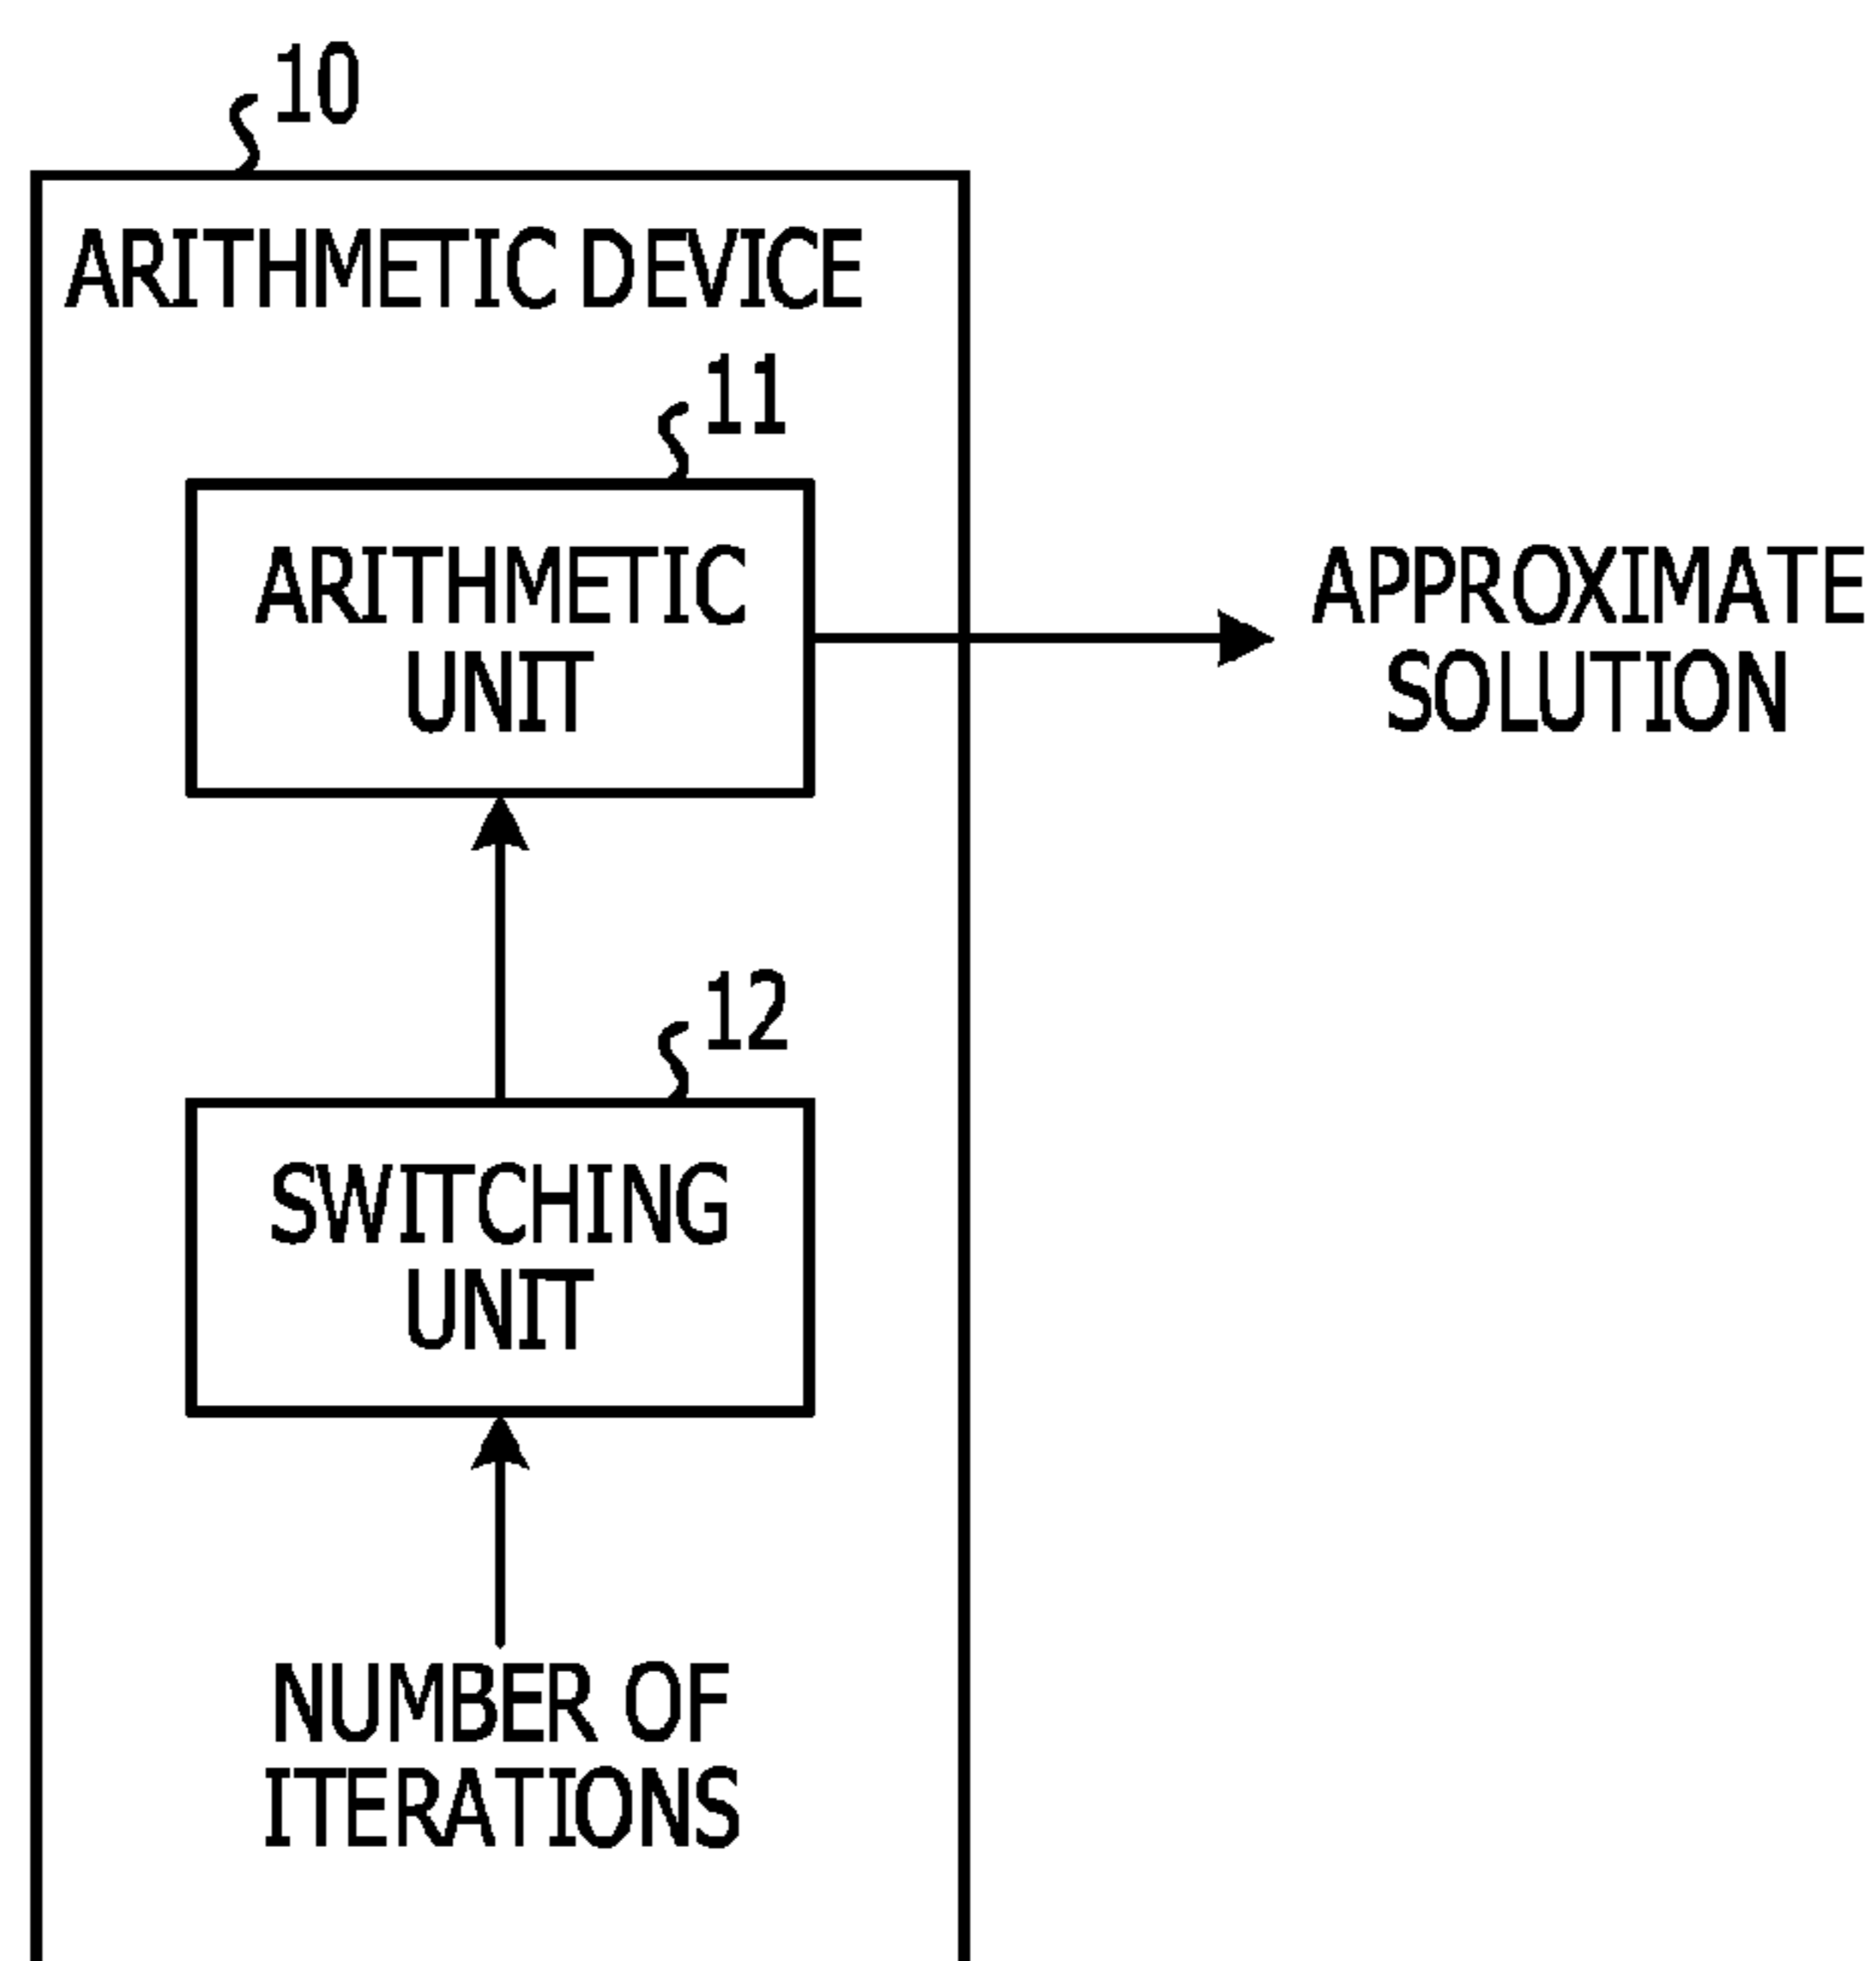 10
ARITHMETIC DEVICE
11
ARITHMETIC
UNIT
APPROXIMATE
SOLUTION
12
SWITCHING
UNIT
NUMBER OF
ITERATIONS